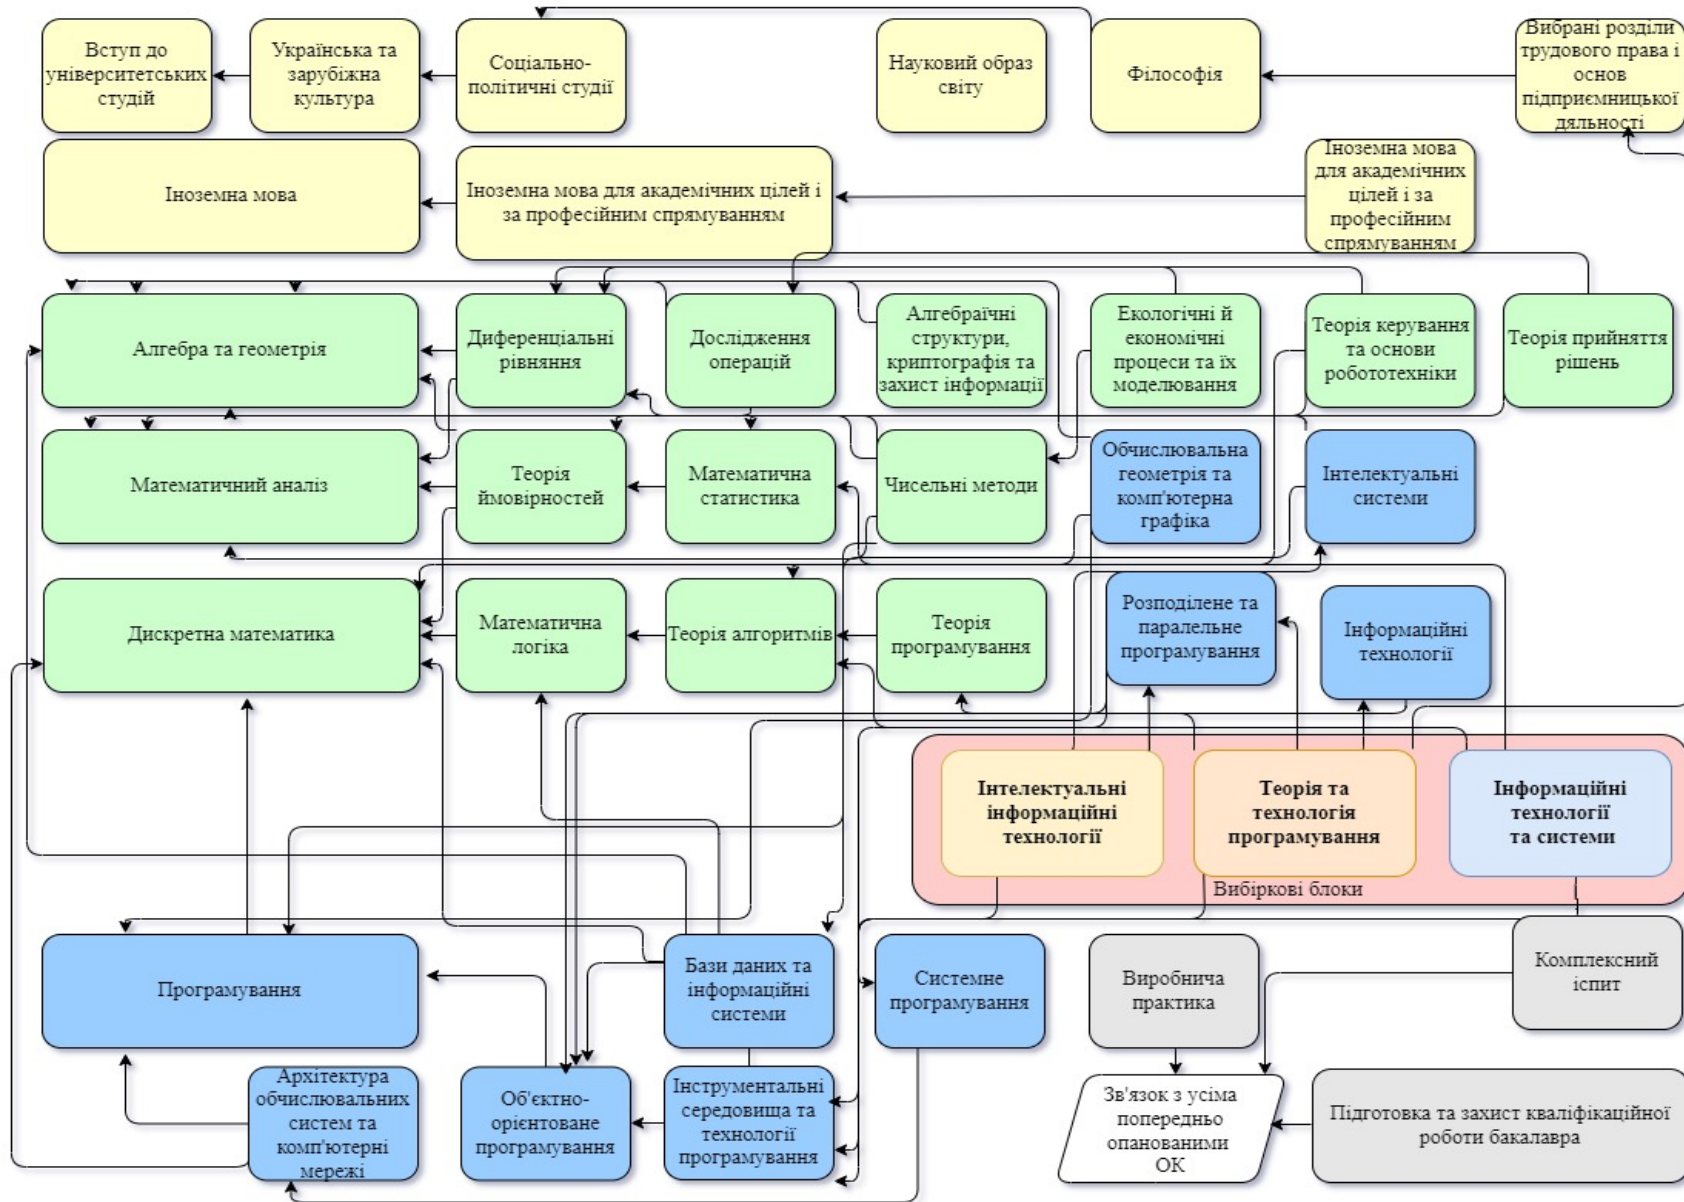 Вступ до
університетських
студій
Українська та
зарубіжна
культура
Соціально-
політичні студії
Науковий образ
світу
Філософія
Вибрані розділи
трудового права і
основ
підприємницької
дяльності
Іноземна мова
Іноземна мова для академічних цілей і
за професійним спрямуванням
Іноземна мова
для академічних
цілей і за
професійним
спрямуванням
Алгебра та геометрія
Диференціальні
рівняння
Дослідження
операцій
Алгебраїчні
структури,
криптографія та
захист інформації
Екологічні й
економічні
процеси та їх
моделювання
Теорія керування
та основи
робототехніки
Теорія прийняття
рішень
Математичний аналіз
Теорія
ймовірностей
Математична
статистика
Чисельні методи
Обчислювальна
геометрія та
комп'ютерна
графіка
Інтелектуальні
системи
Дискретна математика
Математична
логіка
Теорія алгоритмів
Теорія
програмування
Розподілене та
паралельне
програмування
Інформаційні
технології
Інтелектуальні
інформаційні
технології
Теорія та
технологія
програмування
Інформаційні
технології
та системи
Вибіркові блоки
Програмування
Бази даних та
інформаційні
системи
Системне
програмування
Виробнича
практика
Комплексний
іспит
Архітектура
обчислювальних
систем та
комп'ютерні
мережі
Об'єктно-
орієнтоване
програмування
Інструментальні
середовища та
технології
програмування
Зв'язок з усіма
попередньо
опанованими
ОК
Підготовка та захист кваліфікаційної
роботи бакалавра